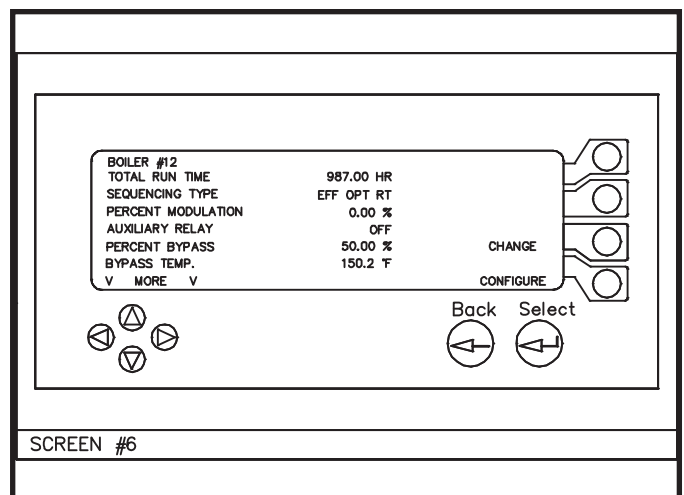 BOILER #12
TOTAL RUN TIME 987.00 HR
SEQUENCING TYPE EFF OPT RT
PERCENT MODULATION 0.00 %
AUXILIARY RELAY OFF
PERCENT BYPASS 50.00 % CHANGE
BYPASS TEMP. 150.2 °F
V MORE V CONFIGURE
Back Select
SCREEN #6